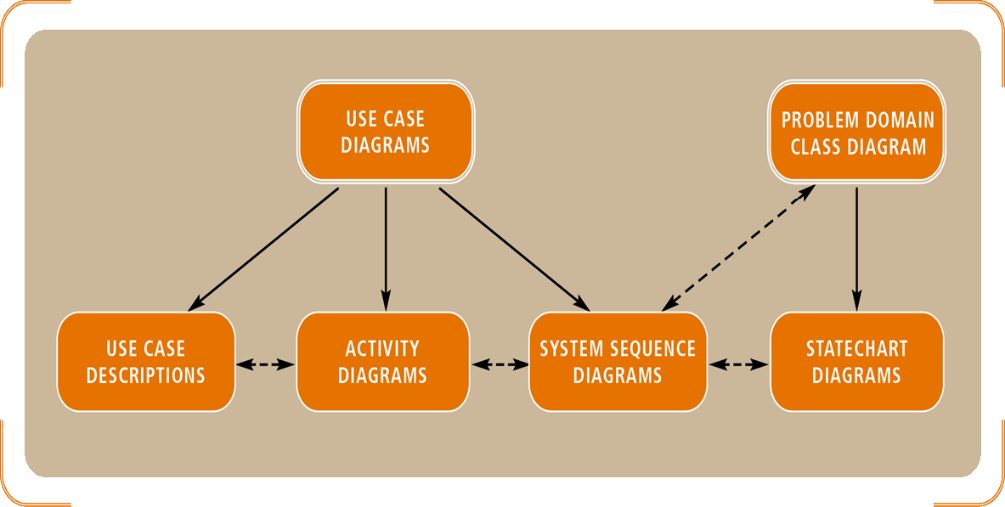 USE CASE
DIAGRAMS
PROBLEM DOMAIN
CLASS DIAGRAM
USE CASE
DESCRIPTIONS
ACTIVITY
DIAGRAMS
SYSTEM SEQUENCE
DIAGRAMS
STATECHART
DIAGRAMS